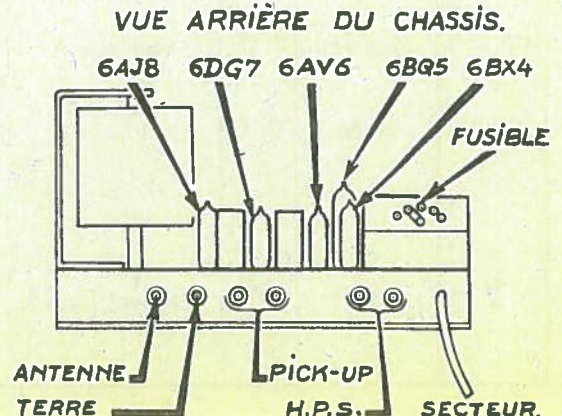 VUE ARRIÈRE DU CHASSIS.
6AJ8 6DG7 6AV6 6BQ5 6BX4
FUSIBLE
ANTENNE PICK-UP
TERRE H.P.S. SECTEUR.